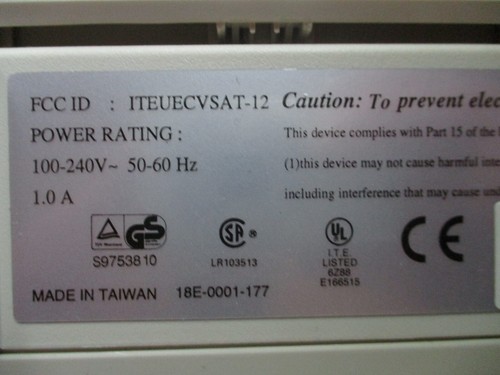 FCC ID : ITEUECVSAT-12 Caution: To prevent elec
POWER RATING : This device complies with Part 15 of the
100-240V~ 50-60 Hz (1)this device may not cause harmful inte
1.0 A including interference that may cause und
GS SA ® UL CE
S9753810 LR103513 I.T.E.
LISTED
6Z88
E166515
MADE IN TAIWAN 18E-0001-177